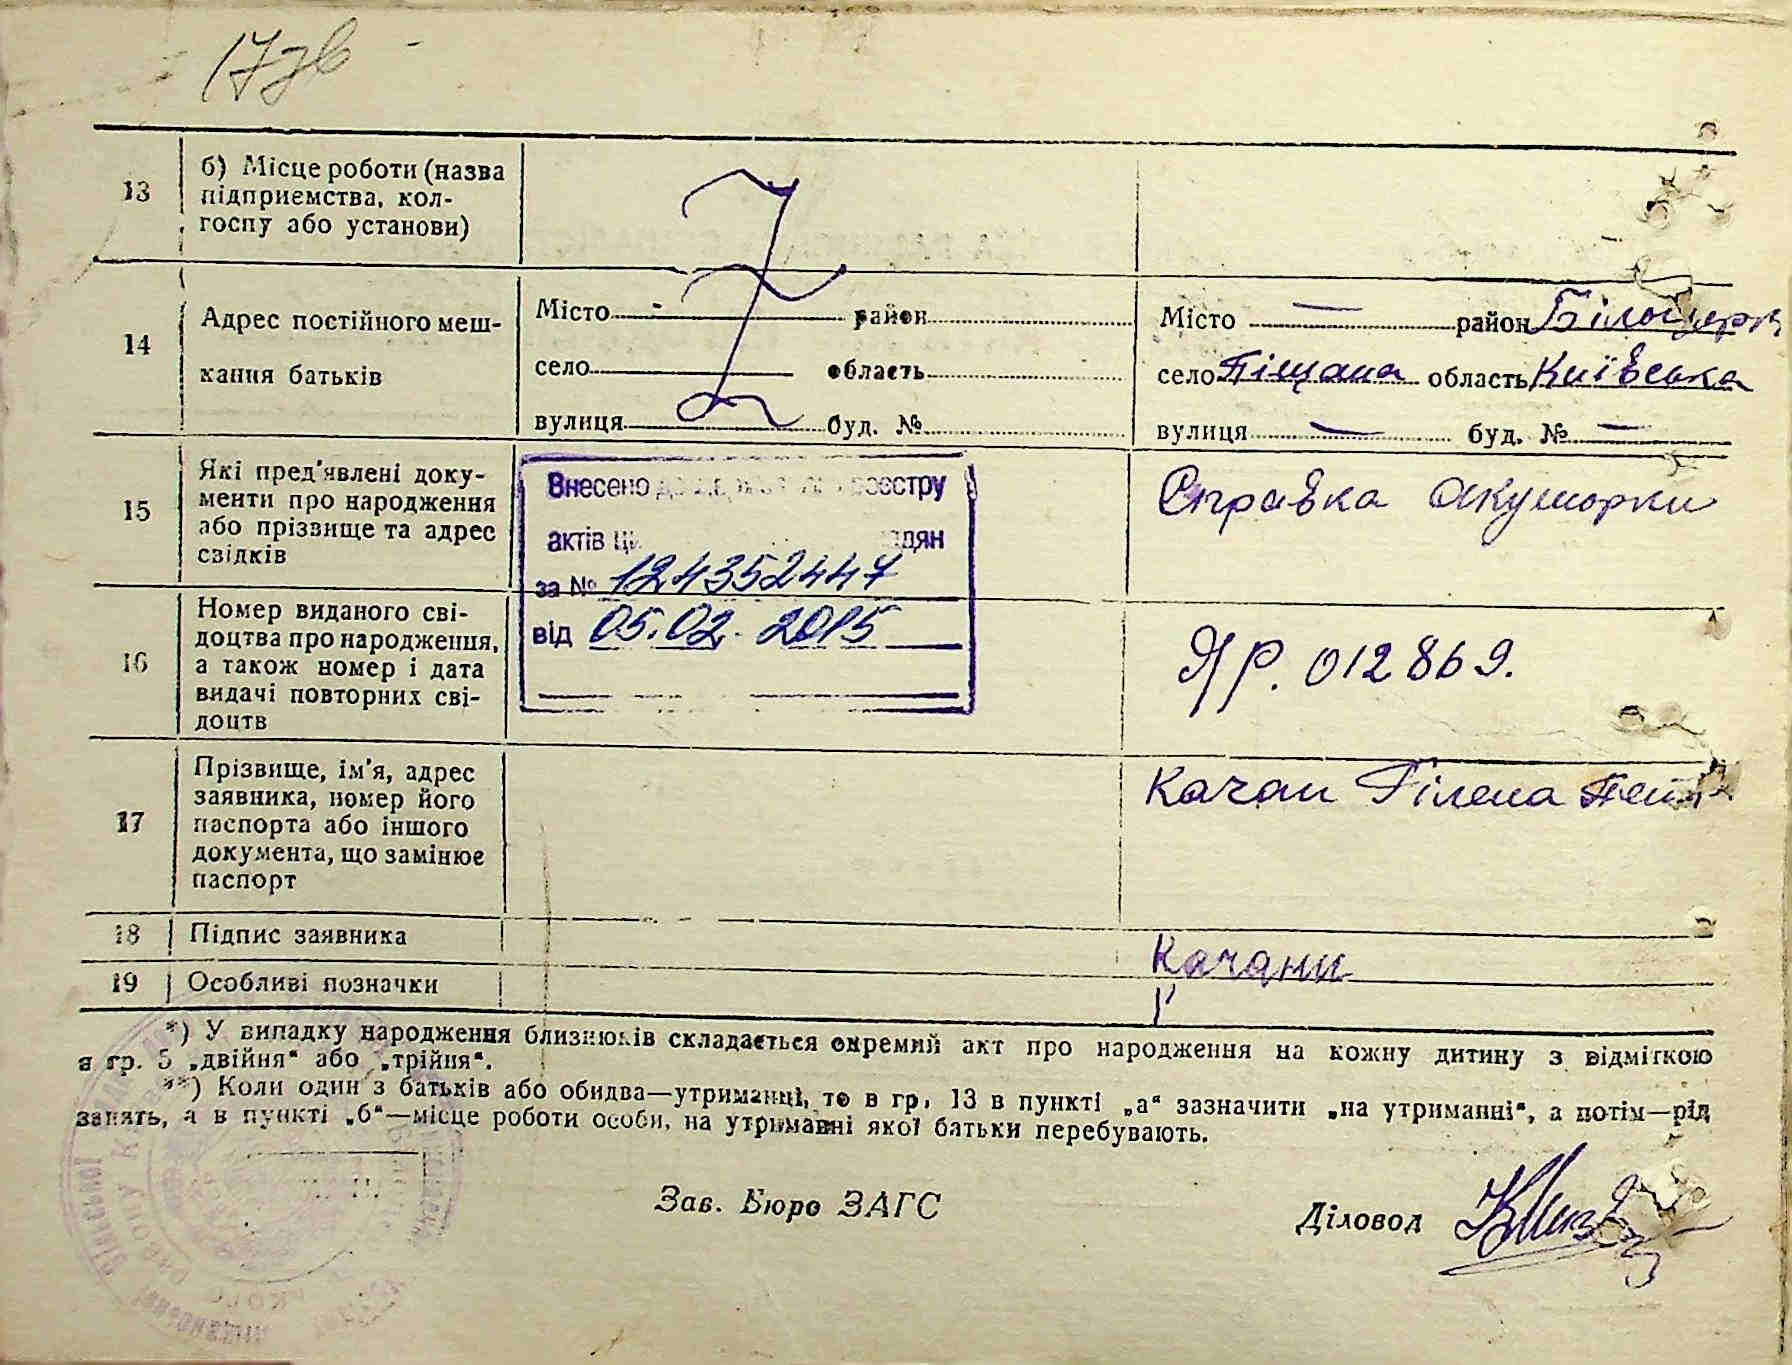 17зв
13
б) Місце роботи (назва
підприємства, кол-
госпу або установи)
14
Адрес постійного меш-
кання батьків
Місто - район
село область
вулиця буд. №
Місто — район Білоцерк
село Піщана область Київська
вулиця — буд. № —
15
Які пред'явлені доку-
менти про народження
або прізвище та адрес
свідків
Внесено до реєстру
актів
за № 124352447
від 05.02.2015
Справка Акушорки
16
Номер виданого сві-
доцтва про народження,
а також номер і дата
видачі повторних сві-
доцтв
ЯР. 012869.
17
Прізвище, ім'я, адрес
заявника, номер його
паспорта або іншого
документа, що замінює
паспорт
Качан Гілена
18
Підпис заявника
Качани
19
Особливі позначки
*) У випадку народження близнюків складається окремий акт про народження на кожну дитину з відміткою
в гр. 5 „двійня“ або „трійня“.
**) Коли один з батьків або обидва—утриманці, то в гр. 13 в пункті „а“ зазначити „на утриманні“, а потім—рід
занять, а в пункті „б“—місце роботи особи, на утриманні якої батьки перебувають.
Зав. Бюро ЗАГС
Діловод